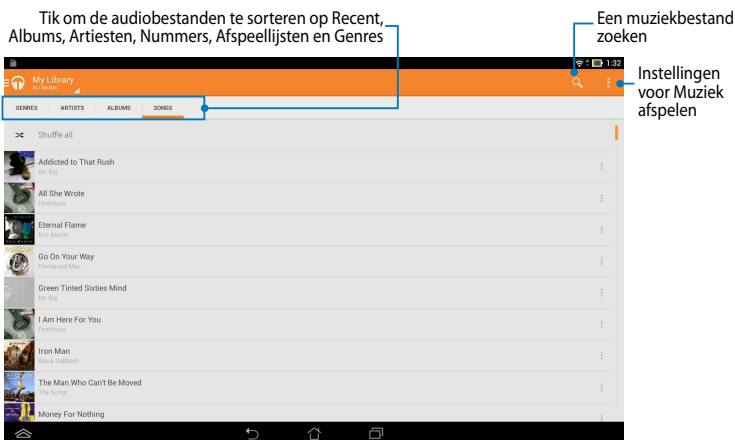 Tik om de audiobestanden te sorteren op Recent,
Albums, Artiesten, Nummers, Afspeellijsten en Genres
Een muziekbestand
zoeken
Instellingen
voor Muziek
afspelen
1:32
My Library
ALL MUSIC
GENRES ARTISTS ALBUMS SONGS
Shuffle all
Addicted to That Rush
Mr. Big
All She Wrote
Firehouse
Eternal Flame
Eric Martin
Go On Your Way
Fleetwood Mac
Green Tinted Sixties Mind
Mr. Big
I Am Here For You
Firehouse
Iron Man
Black Sabbath
The Man Who Can't Be Moved
The Script
Money For Nothing